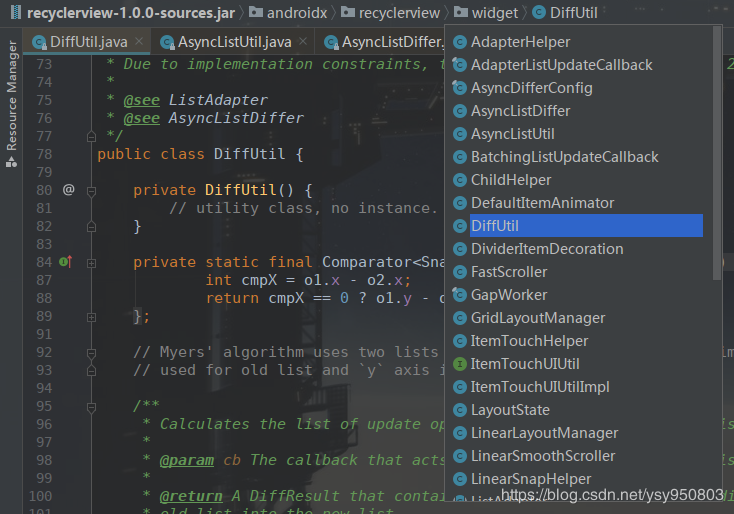 recyclerview-1.0.0-sources.jar androidx recyclerview widget DiffUtil
DiffUtil.java AsyncListUtil.java AsyncListDiffer.
Resource Manager
73 * Due to implementation constraints, t
74 *
75 * @see ListAdapter
76 * @see AsyncListDiffer
77 */
78 public class DiffUtil {
79
80 @ private DiffUtil() {
81 // utility class, no instance.
82 }
83
84 private static final Comparator<Sna
87 int cmpX = o1.x - o2.x;
88 return cmpX == 0 ? o1.y - o
89 };
91
92 // Myers' algorithm uses two lists
93 // used for old list and `y` axis i
94
95 /**
96 * Calculates the list of update op
97 *
98 * @param cb The callback that acts
99 *
100 * @return A DiffResult that contai
101 * old list into the new list.
AdapterHelper
AdapterListUpdateCallback
AsyncDifferConfig
AsyncListDiffer
AsyncListUtil
BatchingListUpdateCallback
ChildHelper
DefaultItemAnimator
DiffUtil
DividerItemDecoration
FastScroller
GapWorker
GridLayoutManager
ItemTouchHelper
ItemTouchUIUtil
ItemTouchUIUtilImpl
LayoutState
LinearLayoutManager
LinearSmoothScroller
LinearSnapHelper
https://blog.csdn.net/ysy950803